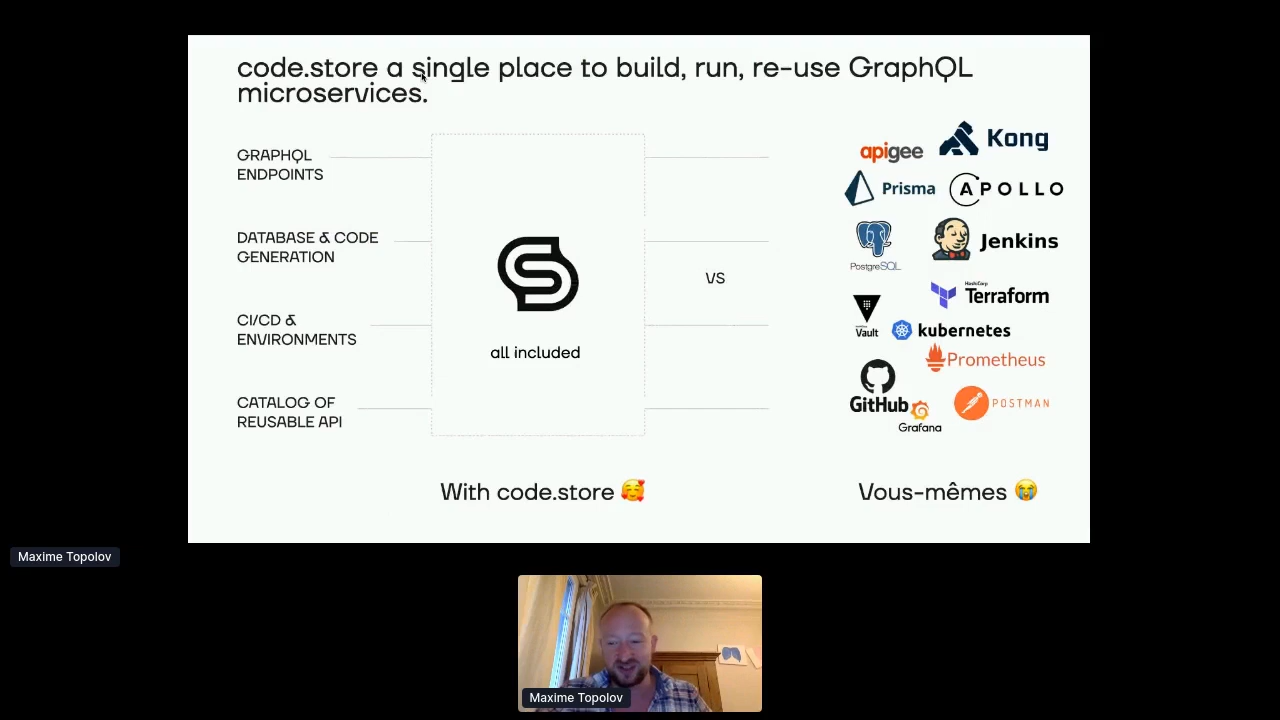 code.store a single place to build, run, re-use GraphQL
microservices.
GRAPHQL
ENDPOINTS
DATABASE & CODE
GENERATION
CI/CD &
ENVIRONMENTS
CATALOG OF
REUSABLE API
all included
VS
apigee
Kong
Prisma
APOLLO
PostgreSQL
Jenkins
HashiCorp
Terraform
Vault
kubernetes
Prometheus
GitHub
POSTMAN
Grafana
With code.store 🥰
Vous-mêmes 😭
Maxime Topolov
Maxime Topolov